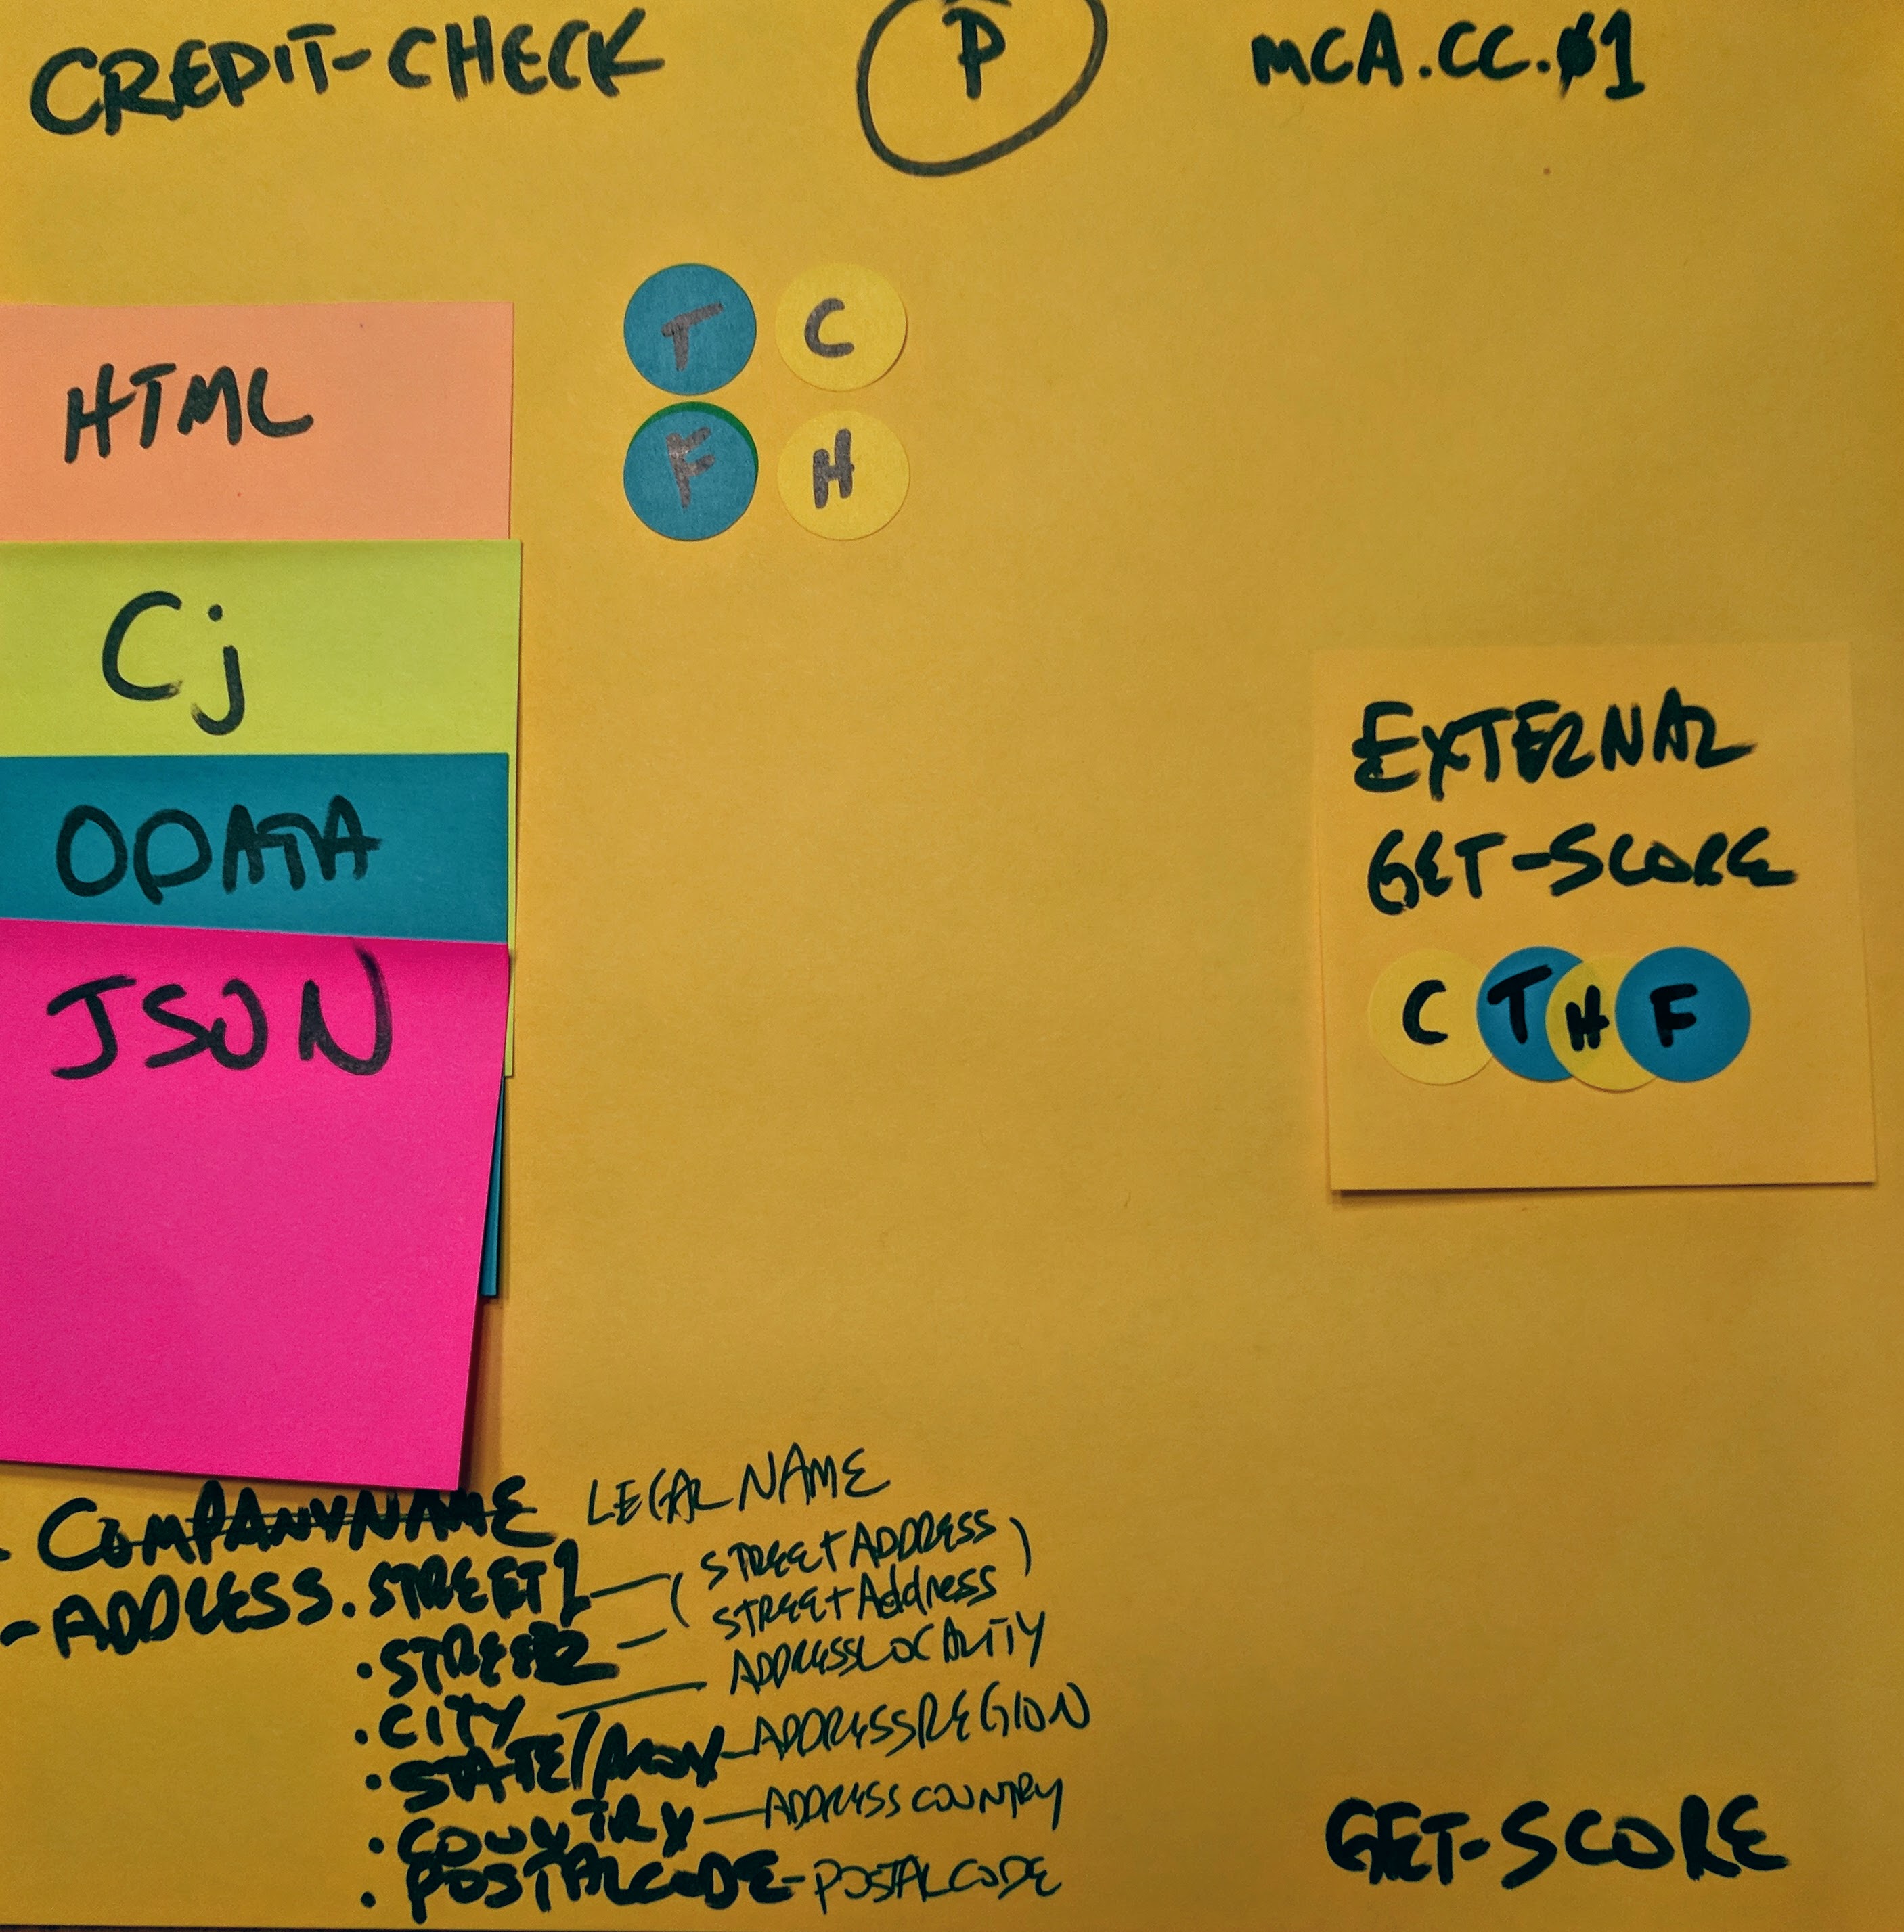 CREDIT-CHECK
P
MCA.CC.01
T C
F H
HTML
Cj
ODATA
JSON
EXTERNAL
GET-SCORE
C T H F
- COMPANYNAME LEGALNAME
- ADDRESS.STREET1 — (STREETADDRESS)
.STREET2 — STREETAddress
.CITY — ADDRESSLOCALITY
.STATE/PROV - ADDRESSREGION
.COUNTRY — ADDRESSCOUNTRY
.POSTALCODE - POSTALCODE
GET-SCORE